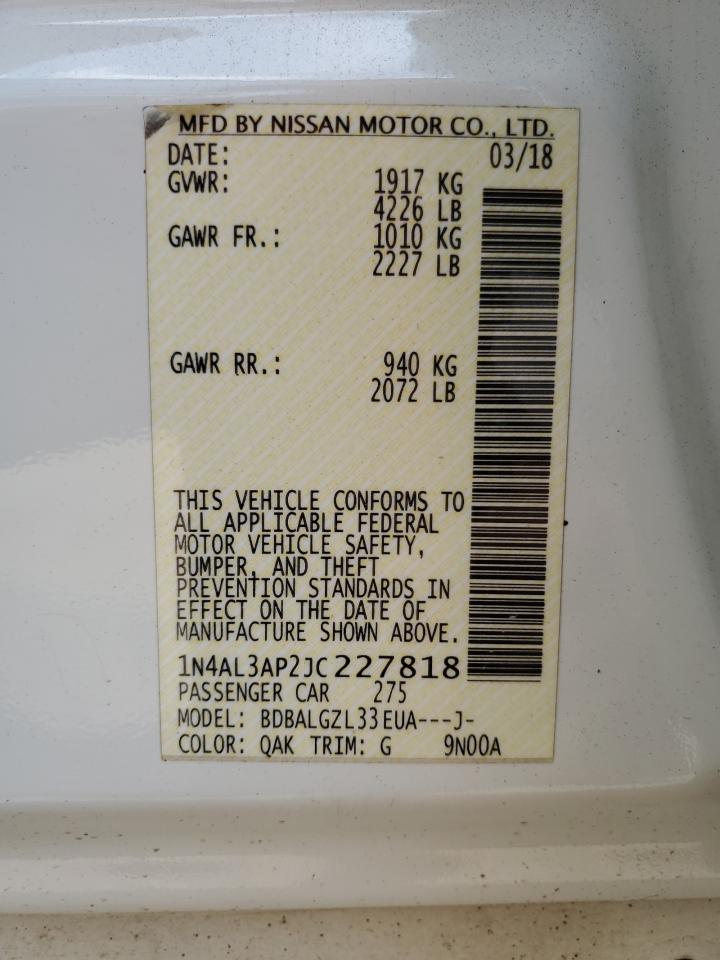 MFD BY NISSAN MOTOR CO., LTD.
DATE: 03/18
GVWR: 1917 KG
4226 LB
GAWR FR.: 1010 KG
2227 LB
GAWR RR.: 940 KG
2072 LB
THIS VEHICLE CONFORMS TO
ALL APPLICABLE FEDERAL
MOTOR VEHICLE SAFETY,
BUMPER, AND THEFT
PREVENTION STANDARDS IN
EFFECT ON THE DATE OF
MANUFACTURE SHOWN ABOVE.
1N4AL3AP2JC227818
PASSENGER CAR 275
MODEL: BDBALGZL33EUA---J-
COLOR: QAK TRIM: G 9N00A